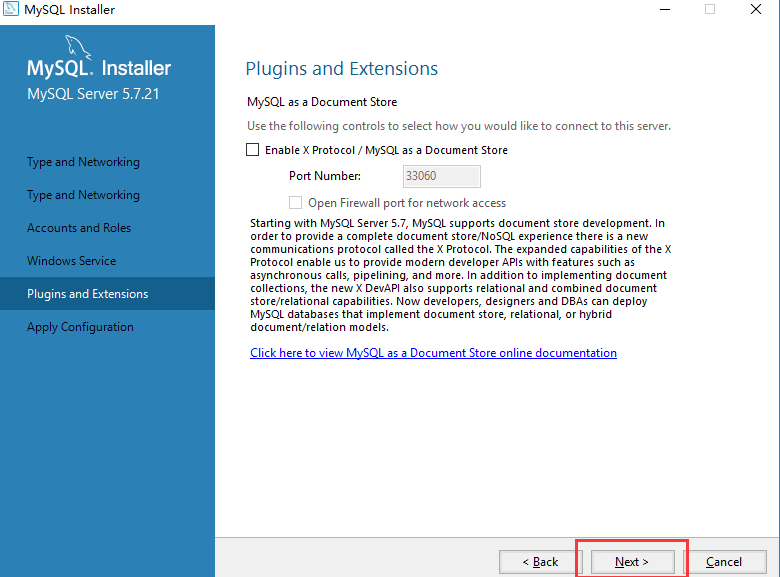 MySQL Installer
MySQL. Installer
MySQL Server 5.7.21
Type and Networking
Type and Networking
Accounts and Roles
Windows Service
Plugins and Extensions
Apply Configuration
Plugins and Extensions
MySQL as a Document Store
Use the following controls to select how you would like to connect to this server.
Enable X Protocol / MySQL as a Document Store
Port Number: 33060
Open Firewall port for network access
Starting with MySQL Server 5.7, MySQL supports document store development. In
order to provide a complete document store/NoSQL experience there is a new
communications protocol called the X Protocol. The expanded capabilities of the X
Protocol enable us to provide modern developer APIs with features such as
asynchronous calls, pipelining, and more. In addition to implementing document
collections, the new X DevAPI also supports relational and combined document
store/relational capabilities. Now developers, designers and DBAs can deploy
MySQL databases that implement document store, relational, or hybrid
document/relation models.
Click here to view MySQL as a Document Store online documentation
< Back Next > Cancel